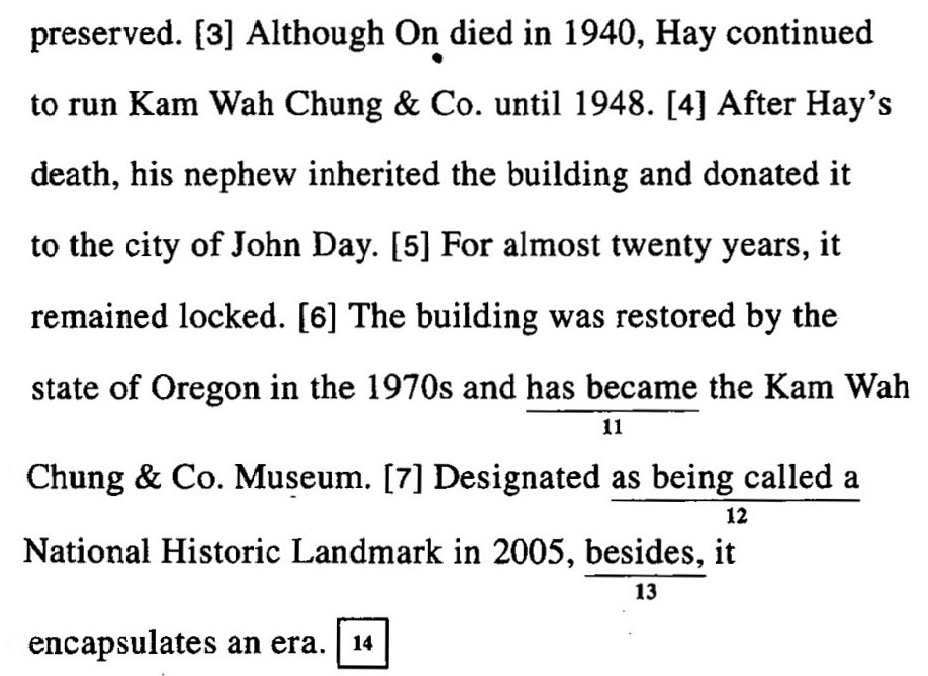 preserved. [3] Although On died in 1940, Hay continued
to run Kam Wah Chung & Co. until 1948. [4] After Hay's
death, his nephew inherited the building and donated it
to the city of John Day. [5] For almost twenty years, it
remained locked. [6] The building was restored by the
state of Oregon in the 1970s and has became the Kam Wah
11
Chung & Co. Museum. [7] Designated as being called a
12
National Historic Landmark in 2005, besides, it
13
encapsulates an era. 14